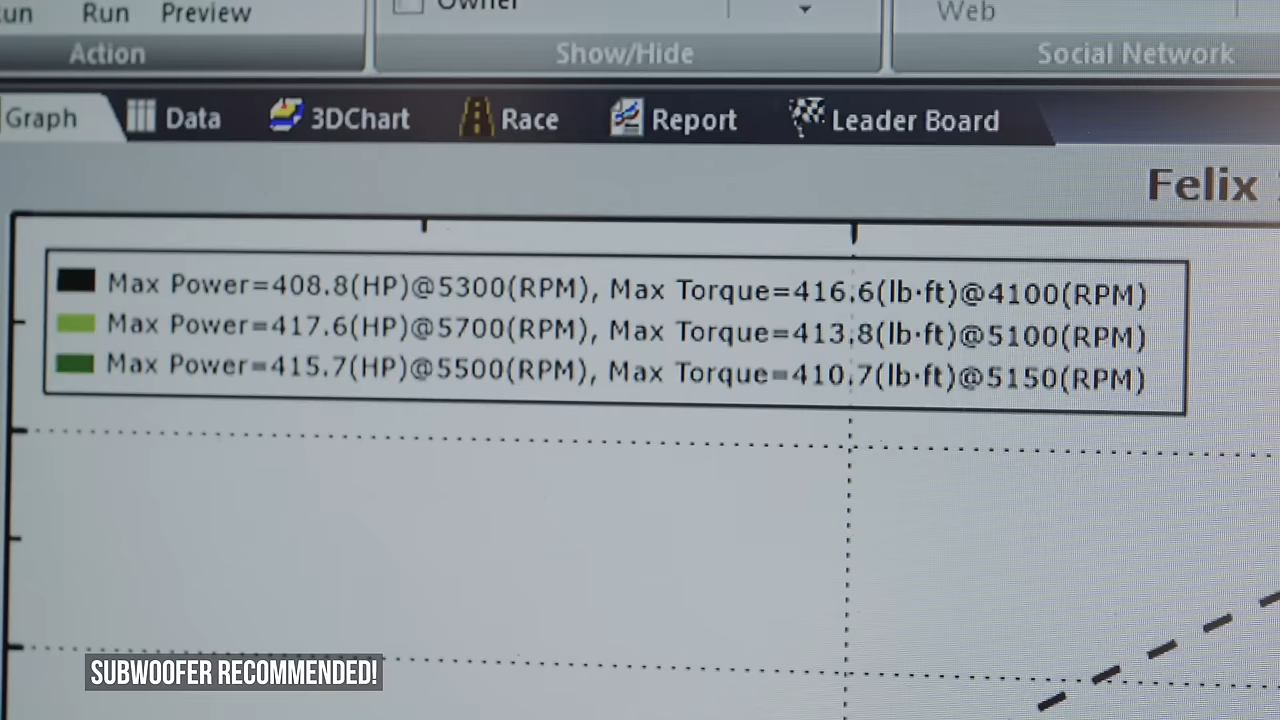 Run Preview Owner Web
Action Show/Hide Social Network
Graph Data 3DChart Race Report Leader Board
Felix
Max Power=408.8(HP)@5300(RPM), Max Torque=416.6(lb·ft)@4100(RPM)
Max Power=417.6(HP)@5700(RPM), Max Torque=413.8(lb·ft)@5100(RPM)
Max Power=415.7(HP)@5500(RPM), Max Torque=410.7(lb·ft)@5150(RPM)
SUBWOOFER RECOMMENDED!